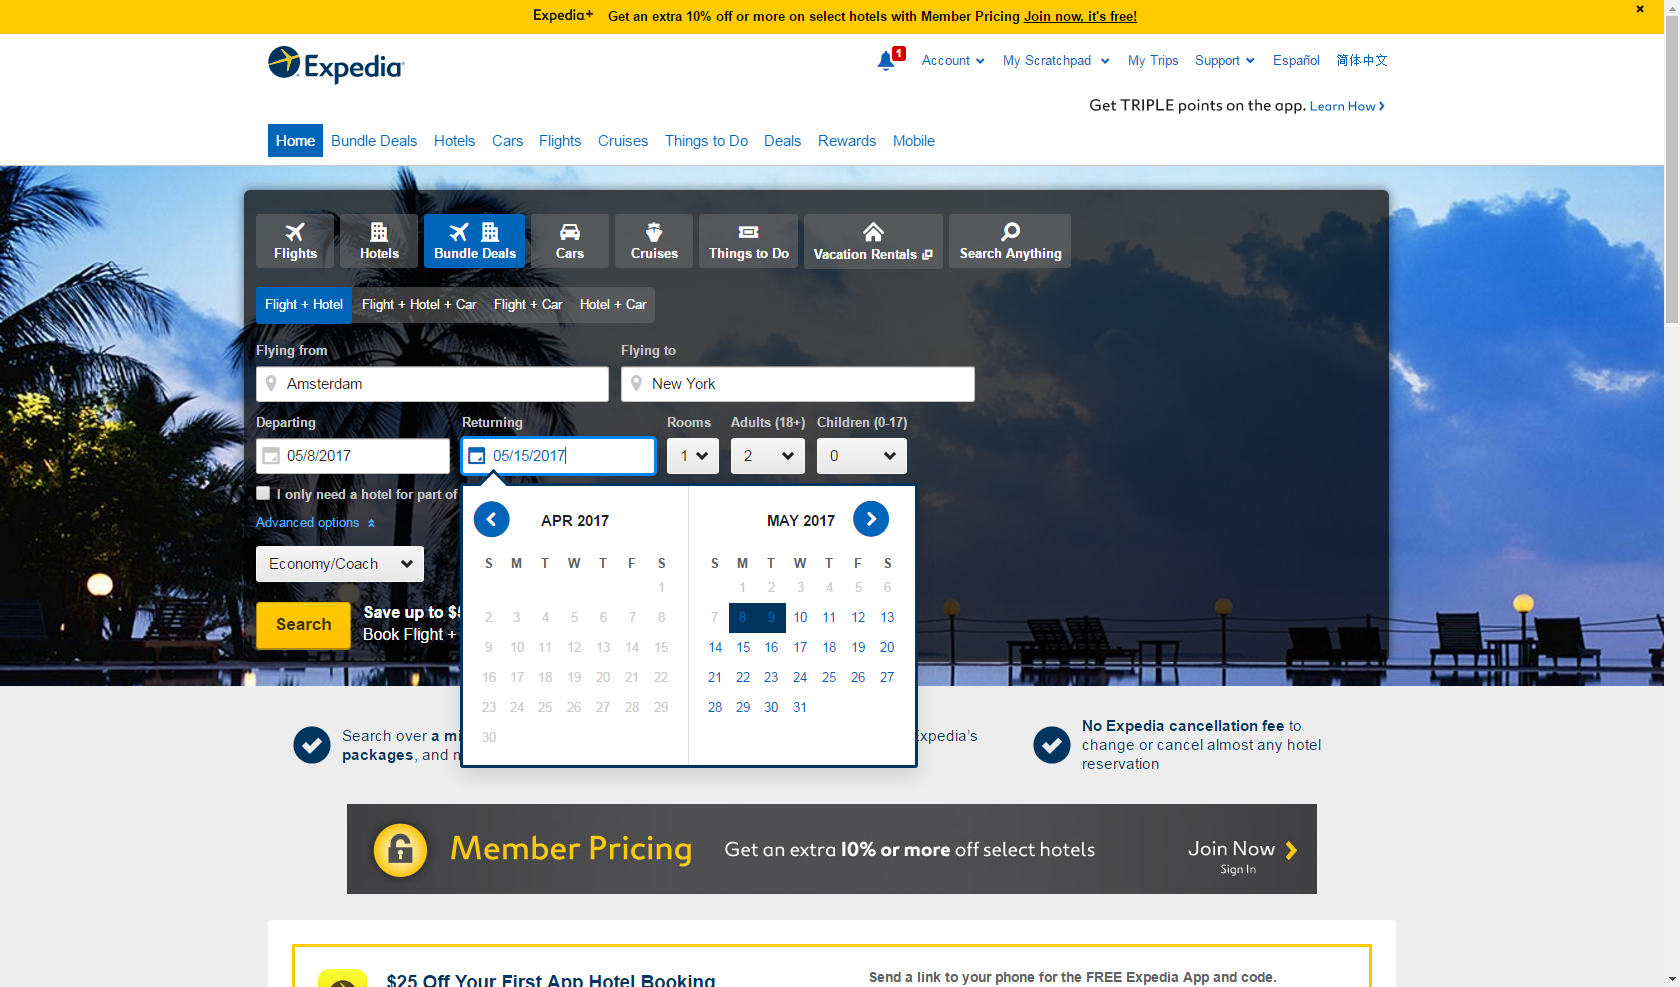 Expedia+ Get an extra 10% off or more on select hotels with Member Pricing Join now, it's free!
Expedia
1 Account My Scratchpad My Trips Support Español 简体中文
Get TRIPLE points on the app. Learn How
Home Bundle Deals Hotels Cars Flights Cruises Things to Do Deals Rewards Mobile
Flights Hotels Bundle Deals Cars Cruises Things to Do Vacation Rentals Search Anything
Flight + Hotel Flight + Hotel + Car Flight + Car Hotel + Car
Flying from Flying to
Amsterdam New York
Departing Returning Rooms Adults (18+) Children (0-17)
05/8/2017 05/15/2017 1 2 0
I only need a hotel for part of
Advanced options
Economy/Coach
Search
Save up to $
Book Flight +
APR 2017
S M T W T F S
1
2 3 4 5 6 7 8
9 10 11 12 13 14 15
16 17 18 19 20 21 22
23 24 25 26 27 28 29
30
MAY 2017
S M T W T F S
1 2 3 4 5 6
7 8 9 10 11 12 13
14 15 16 17 18 19 20
21 22 23 24 25 26 27
28 29 30 31
Search over a mi
packages, and
Expedia's
No Expedia cancellation fee to
change or cancel almost any hotel
reservation
Member Pricing Get an extra 10% or more off select hotels Join Now
Sign In
$25 Off Your First App Hotel Booking
Send a link to your phone for the FREE Expedia App and code.